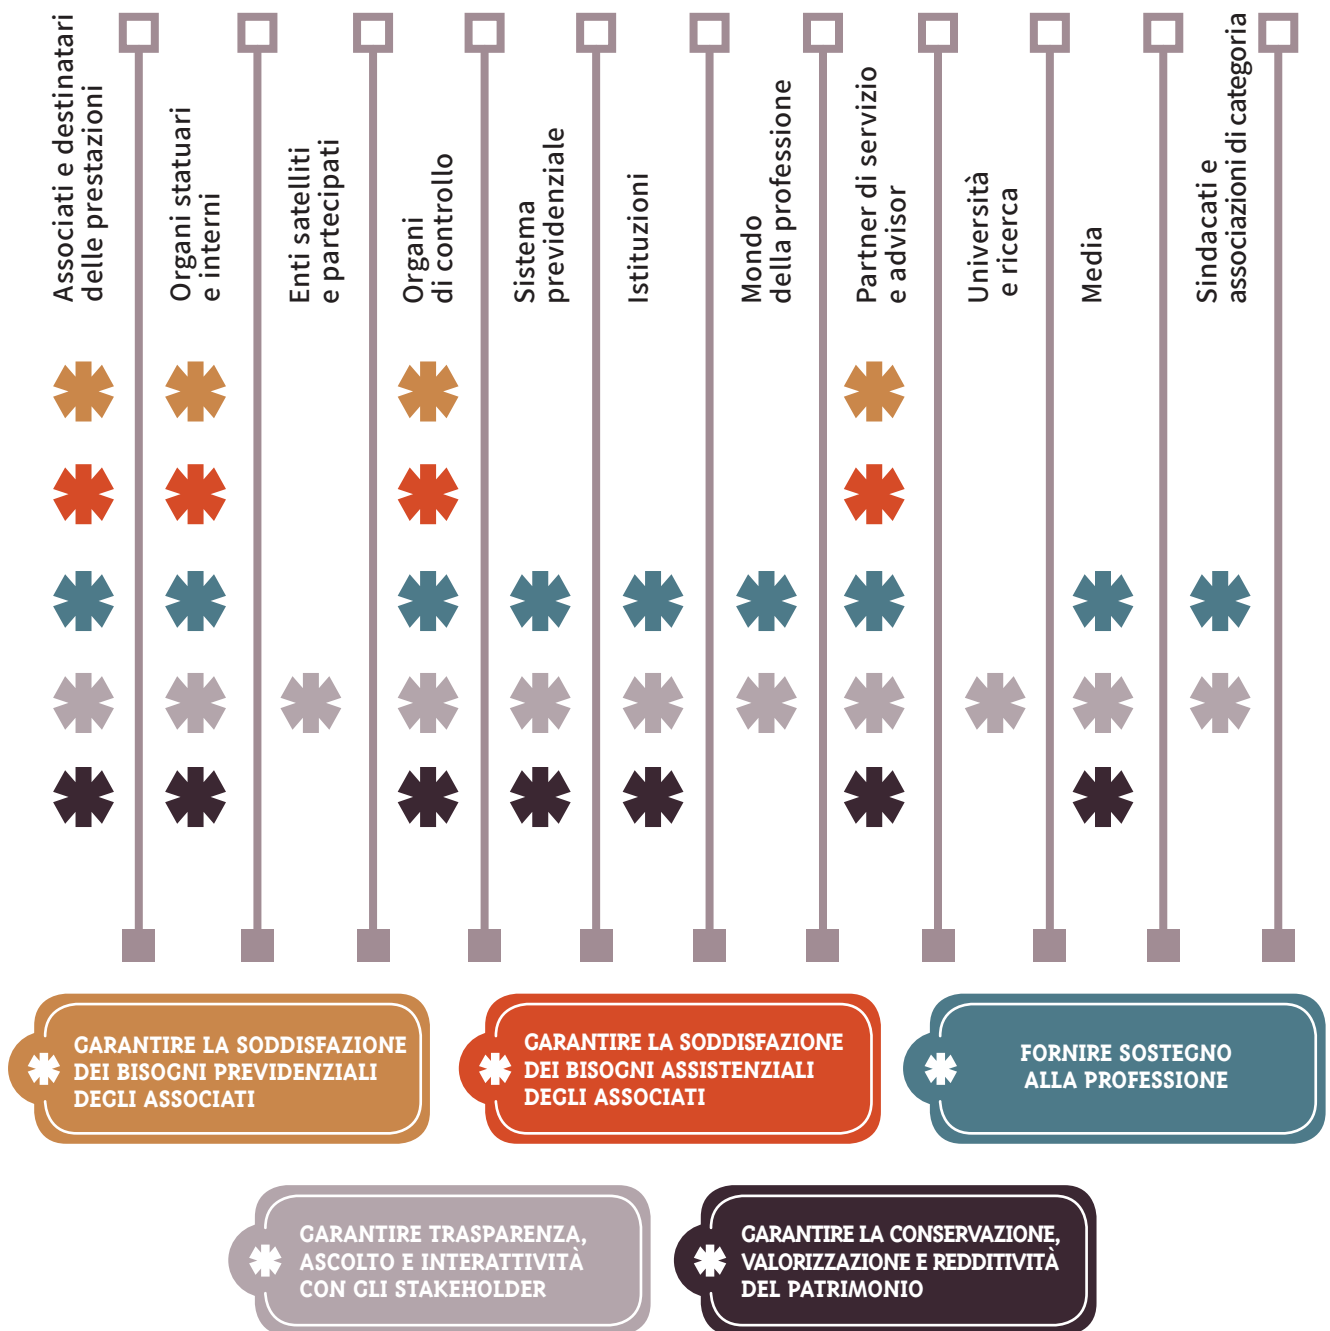 Associati e destinatari
delle prestazioni
Organi statuari
e interni
Enti satelliti
e partecipati
Organi
di controllo
Sistema
previdenziale
Istituzioni
Mondo
della professione
Partner di servizio
e advisor
Università
e ricerca
Media
Sindacati e
associazioni di categoria
GARANTIRE LA SODDISFAZIONE
DEI BISOGNI PREVIDENZIALI
DEGLI ASSOCIATI
GARANTIRE LA SODDISFAZIONE
DEI BISOGNI ASSISTENZIALI
DEGLI ASSOCIATI
FORNIRE SOSTEGNO
ALLA PROFESSIONE
GARANTIRE TRASPARENZA,
ASCOLTO E INTERATTIVITÀ
CON GLI STAKEHOLDER
GARANTIRE LA CONSERVAZIONE,
VALORIZZAZIONE E REDDITIVITÀ
DEL PATRIMONIO